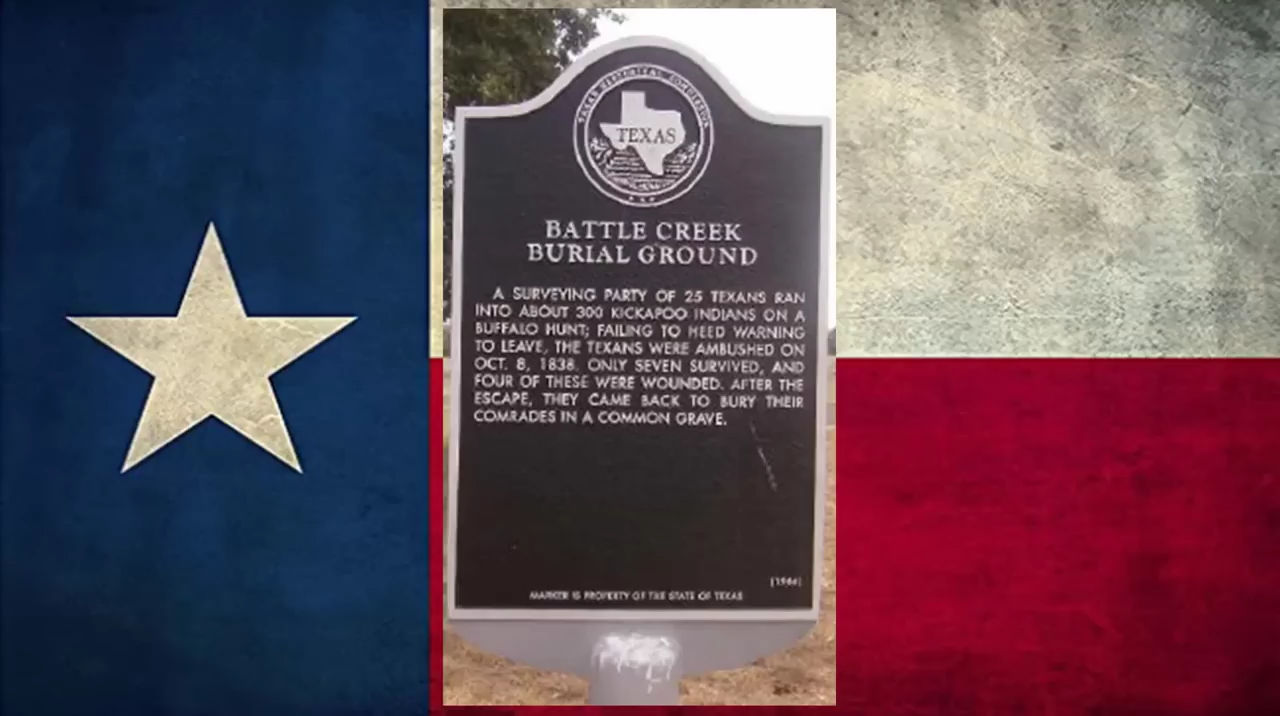 TEXAS HISTORICAL COMMISSION
TEXAS
BATTLE CREEK
BURIAL GROUND
A SURVEYING PARTY OF 25 TEXANS RAN
INTO ABOUT 300 KICKAPOO INDIANS ON A
BUFFALO HUNT; FAILING TO HEED WARNING
TO LEAVE, THE TEXANS WERE AMBUSHED ON
OCT. 8, 1838. ONLY SEVEN SURVIVED, AND
FOUR OF THESE WERE WOUNDED. AFTER THE
ESCAPE, THEY CAME BACK TO BURY THEIR
COMRADES IN A COMMON GRAVE.
MARKER IS PROPERTY OF THE STATE OF TEXAS